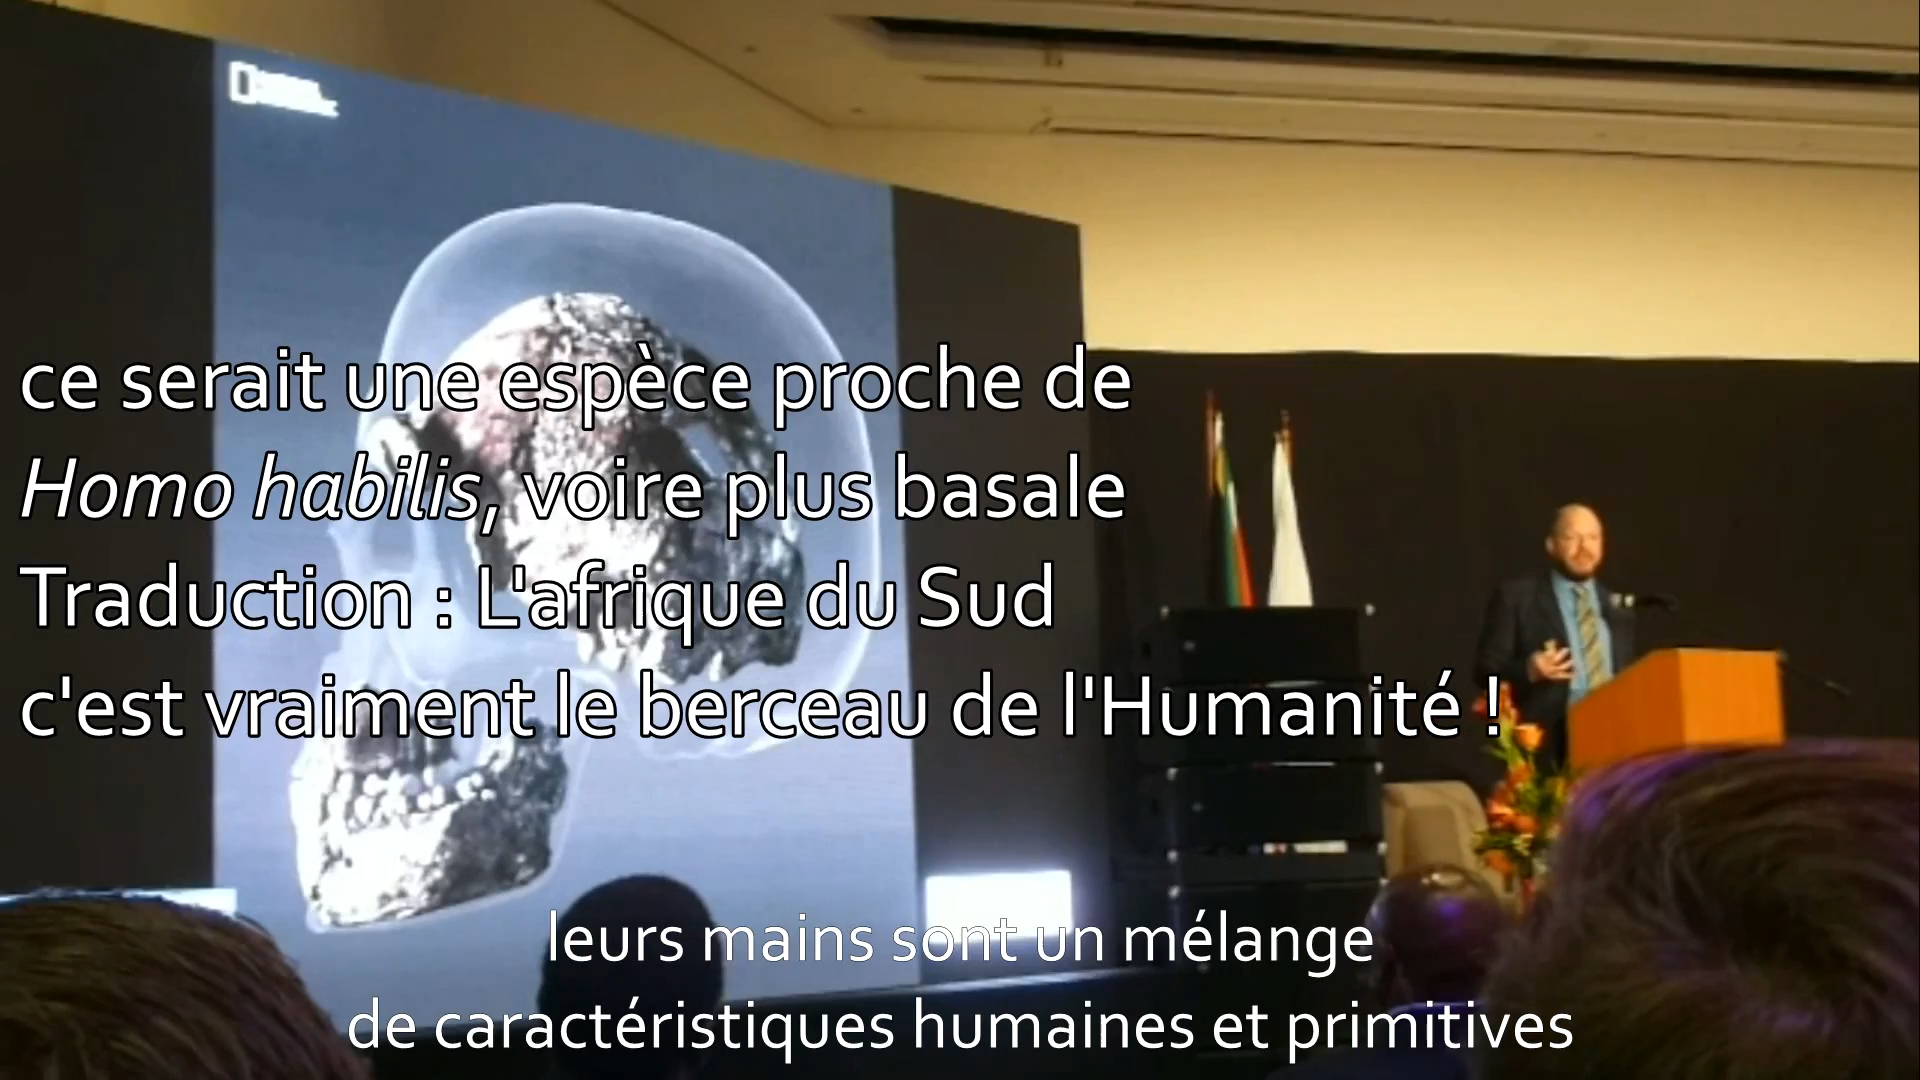 ce serait une espèce proche de
Homo habilis, voire plus basale
Traduction : L'afrique du Sud
c'est vraiment le berceau de l'Humanité !
leurs mains sont un mélange
de caractéristiques humaines et primitives